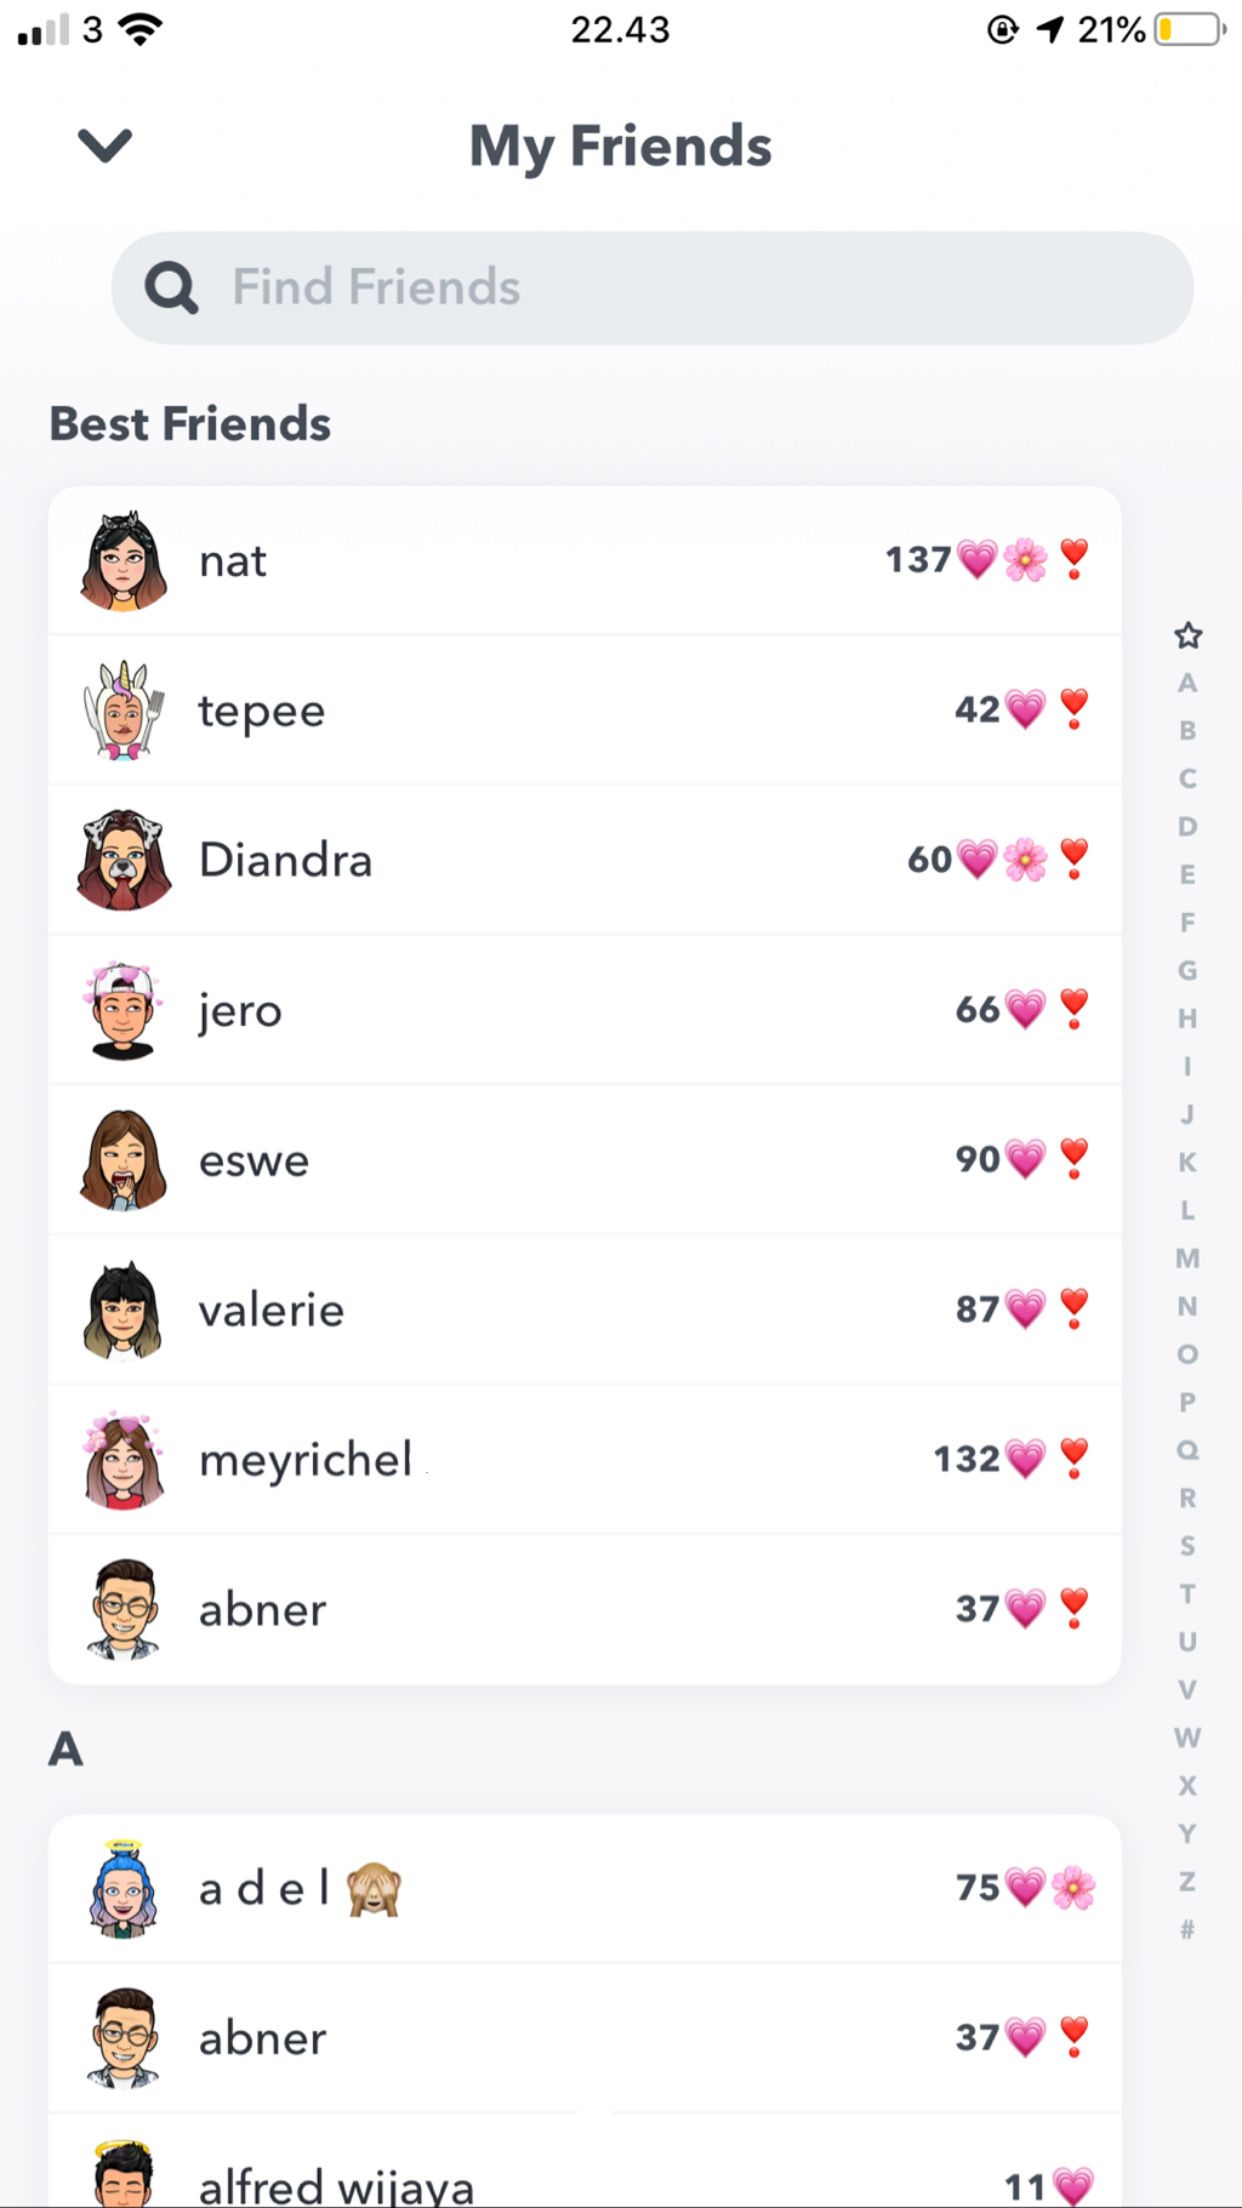 3 22.43 21%
My Friends
Find Friends
Best Friends
nat 137💗🌸❣️
tepee 42💗❣️
Diandra 60💗🌸❣️
jero 66💗❣️
eswe 90💗❣️
valerie 87💗❣️
meyrichel 132💗❣️
abner 37💗❣️
A
a d e l 🙈 75💗🌸
abner 37💗❣️
alfred wijaya 11💗
A
B
C
D
E
F
G
H
I
J
K
L
M
N
O
P
Q
R
S
T
U
V
W
X
Y
Z
#